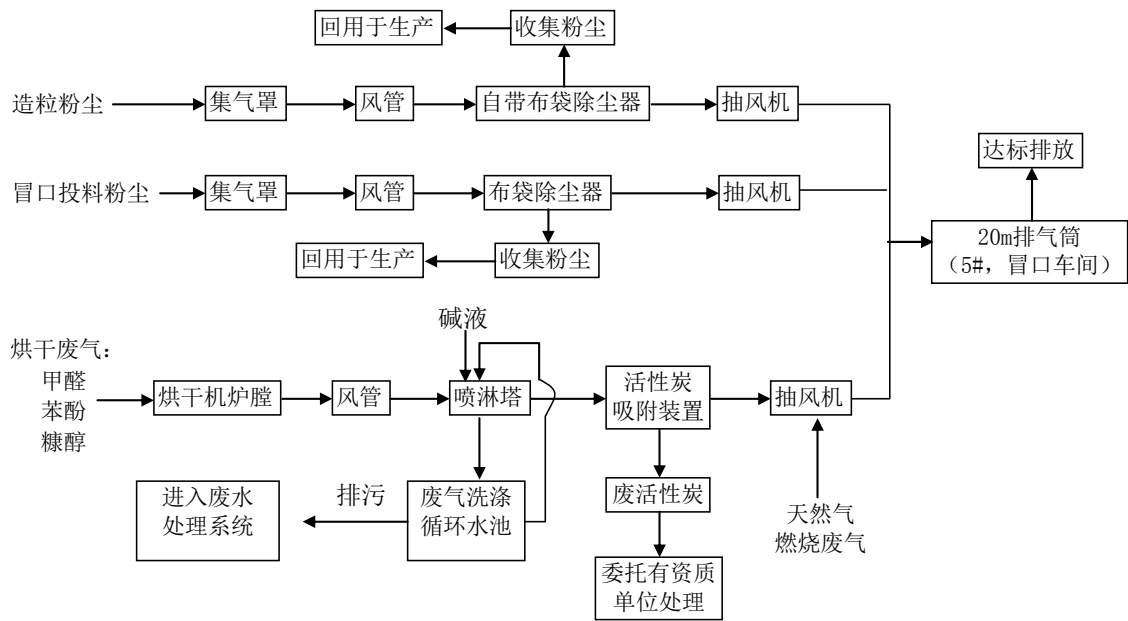 回用于生产
收集粉尘
造粒粉尘
集气罩
风管
自带布袋除尘器
抽风机
达标排放
冒口投料粉尘
集气罩
风管
布袋除尘器
抽风机
20m排气筒
（5#，冒口车间）
回用于生产
收集粉尘
碱液
烘干废气：
甲醛
苯酚
糠醇
烘干机炉膛
风管
喷淋塔
活性炭
吸附装置
抽风机
进入废水
处理系统
排污
废气洗涤
循环水池
废活性炭
天然气
燃烧废气
委托有资质
单位处理